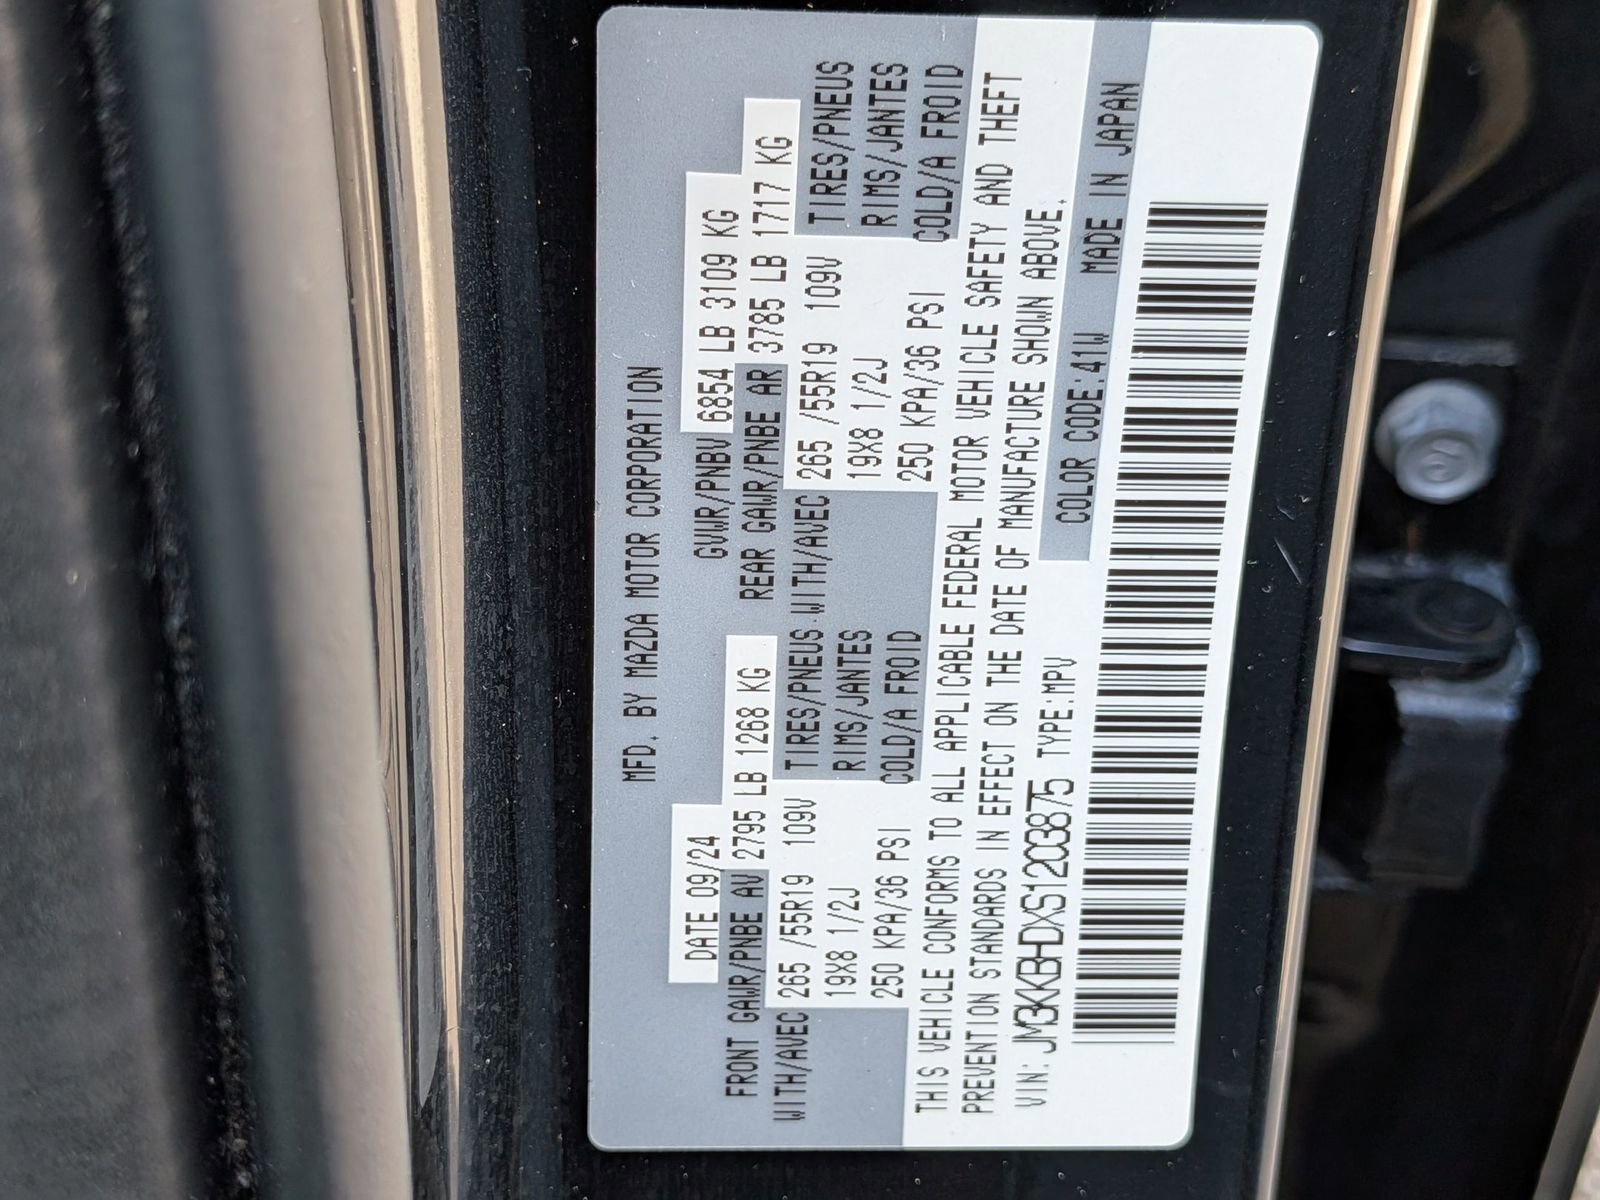 MFD. BY MAZDA MOTOR CORPORATION
DATE 09/24 GVWR/PNBV 6854 LB 3109 KG
FRONT GAWR/PNBE AV 2795 LB 1268 KG REAR GAWR/PNBE AR 3785 LB 1717 KG
WITH/AVEC 265 /55R19 109V TIRES/PNEUS WITH/AVEC 265 /55R19 109V TIRES/PNEUS
19X8 1/2J RIMS/JANTES 19X8 1/2J RIMS/JANTES
250 KPA/36 PSI COLD/A FROID 250 KPA/36 PSI COLD/A FROID
THIS VEHICLE CONFORMS TO ALL APPLICABLE FEDERAL MOTOR VEHICLE SAFETY AND THEFT
PREVENTION STANDARDS IN EFFECT ON THE DATE OF MANUFACTURE SHOWN ABOVE.
VIN: JM3KKBHDXS1203875 TYPE:MPV COLOR CODE:41W MADE IN JAPAN